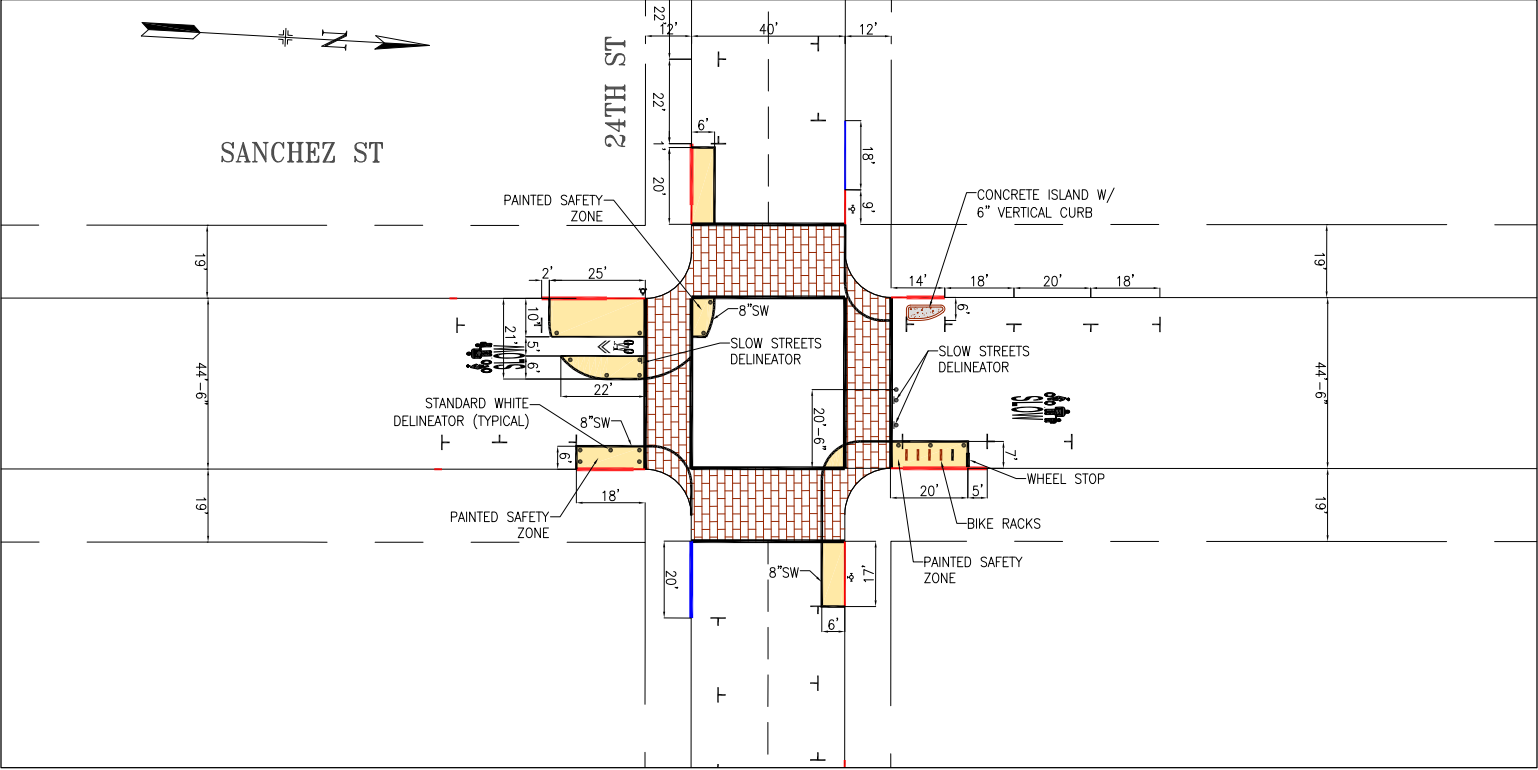 22'
12'
40'
12'
N
24TH ST
22'
6'
1'
20'
18'
9'
SANCHEZ ST
PAINTED SAFETY
ZONE
CONCRETE ISLAND W/
6" VERTICAL CURB
19'
19'
2'
25'
14'
18'
20'
18'
6'
10'
21'
5'
6'
8"SW
SLOW STREETS
DELINEATOR
SLOW STREETS
DELINEATOR
SLOW
SLOW
44'-6"
44'-6"
22'
20'-6"
STANDARD WHITE
DELINEATOR (TYPICAL)
8"SW
6'
7'
WHEEL STOP
18'
20'
5'
19'
19'
PAINTED SAFETY
ZONE
BIKE RACKS
PAINTED SAFETY
ZONE
20'
8"SW
17'
6'